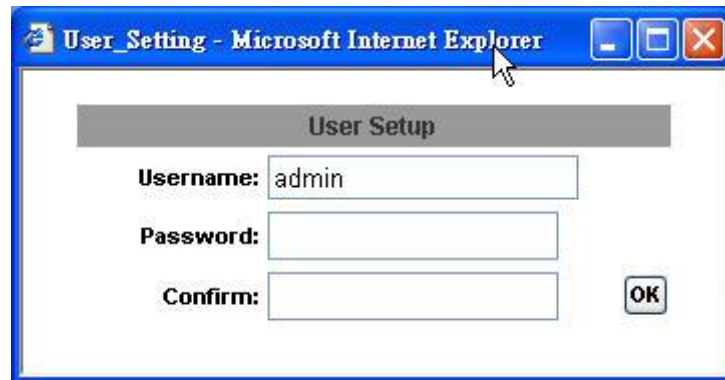 User_Setting - Microsoft Internet Explorer
User Setup
Username: admin
Password:
Confirm:
OK